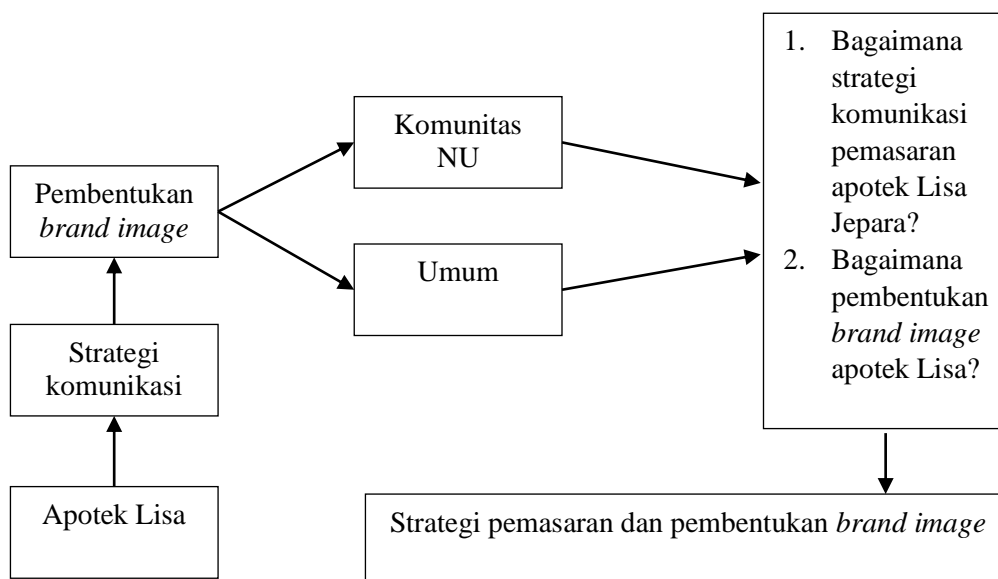 Apotek Lisa
Strategi
komunikasi
Pembentukan
brand image
Komunitas
NU
Umum
1. Bagaimana
strategi
komunikasi
pemasaran
apotek Lisa
Jepara?
2. Bagaimana
pembentukan
brand image
apotek Lisa?
Strategi pemasaran dan pembentukan brand image